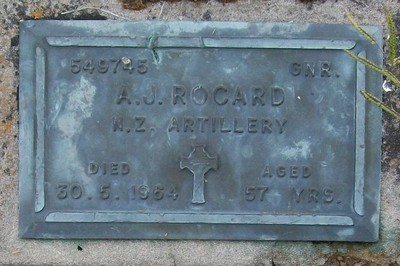 549745 GNR.
A.J. ROCARD
N.Z. ARTILLERY
DIED AGED
30.5.1964 57 YRS.